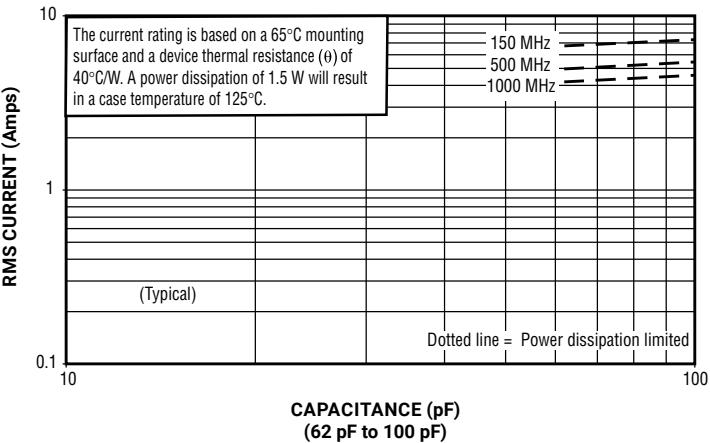 10
The current rating is based on a 65°C mounting
surface and a device thermal resistance (θ) of
40°C/W. A power dissipation of 1.5 W will result
in a case temperature of 125°C.
150 MHz
500 MHz
1000 MHz
RMS CURRENT (Amps)
1
(Typical)
Dotted line = Power dissipation limited
0.1
10
100
CAPACITANCE (pF)
(62 pF to 100 pF)